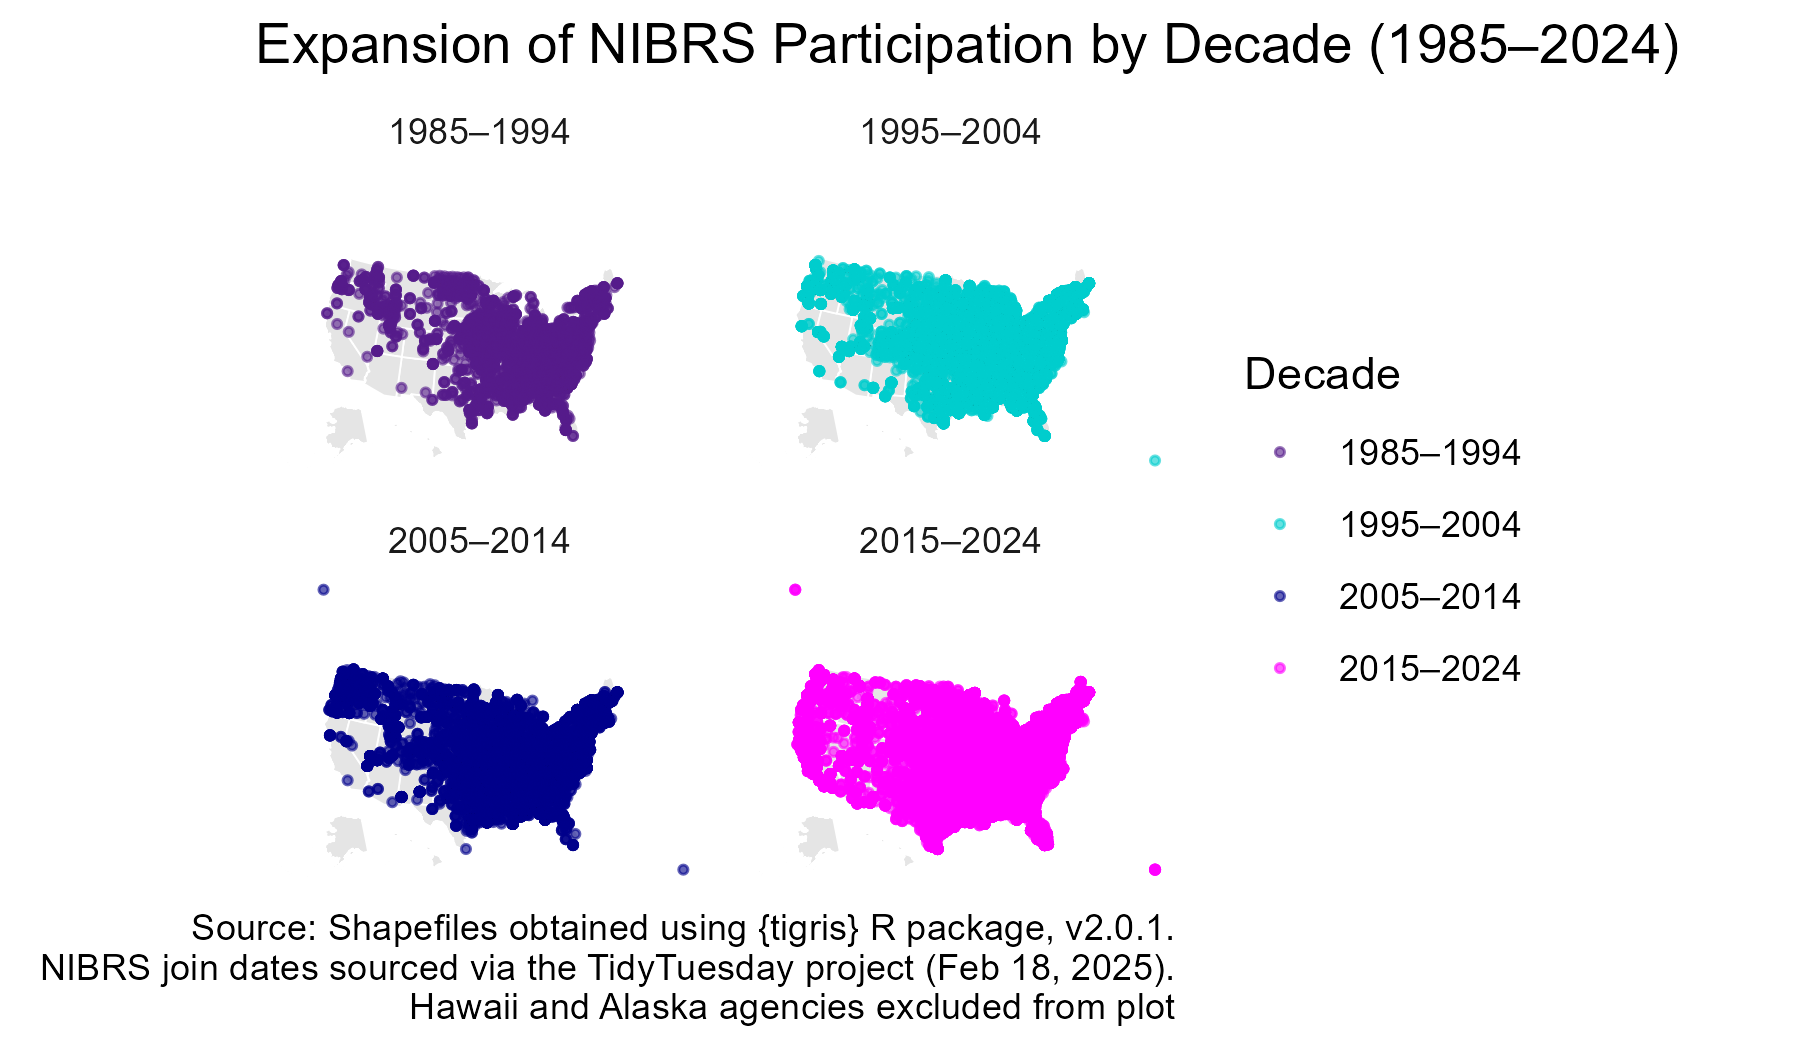 Expansion of NIBRS Participation by Decade (1985–2024)
1985–1994
1995–2004
2005–2014
2015–2024
Decade
1985–1994
1995–2004
2005–2014
2015–2024
Source: Shapefiles obtained using {tigris} R package, v2.0.1.
NIBRS join dates sourced via the TidyTuesday project (Feb 18, 2025).
Hawaii and Alaska agencies excluded from plot